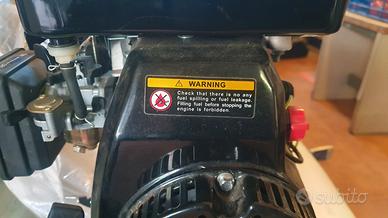 WARNING
Check that there is no any
fuel spilling or fuel leakage.
Filling fuel before stopping the
engine is forbidden.
subito